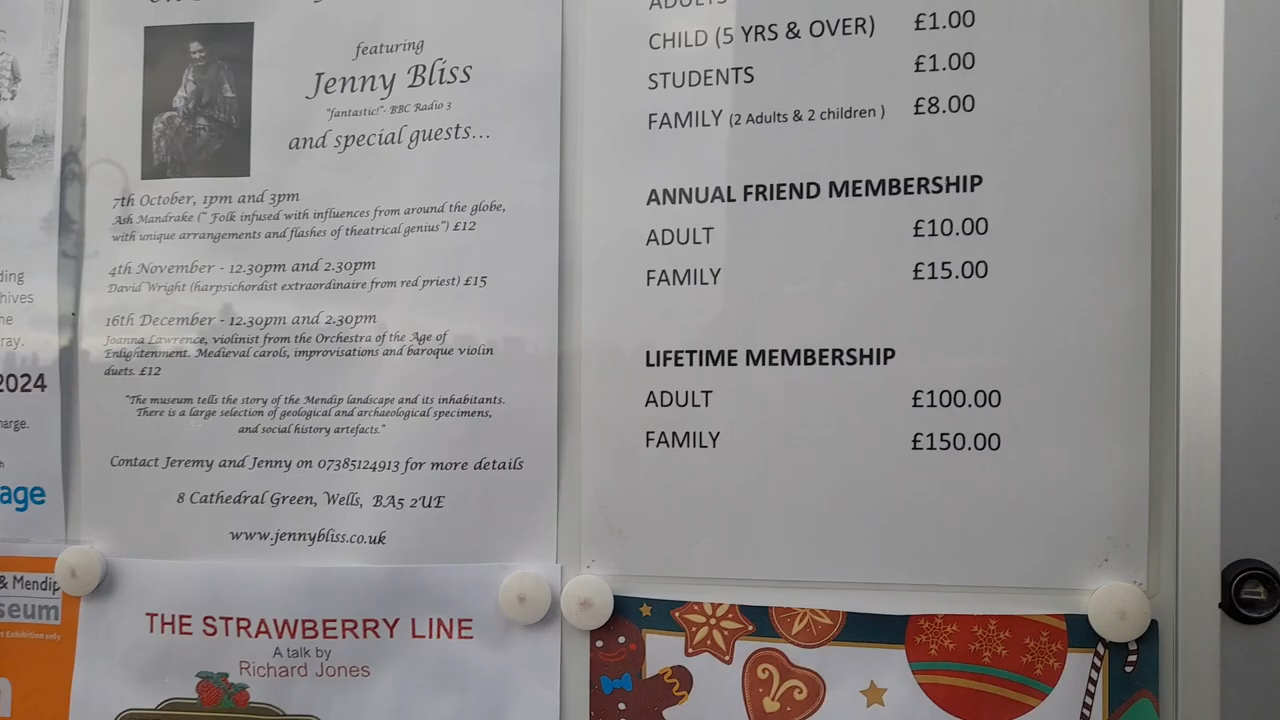 featuring
Jenny Bliss
"fantastic!"- BBC Radio 3
and special guests...
7th October, 1pm and 3pm
Ash Mandrake (" Folk infused with influences from around the globe,
with unique arrangements and flashes of theatrical genius") £12
4th November - 12.30pm and 2.30pm
David Wright (harpsichordist extraordinaire from red priest) £15
16th December - 12.30pm and 2.30pm
Joanna Lawrence, violinist from the Orchestra of the Age of
Enlightenment. Medieval carols, improvisations and baroque violin
duets. £12
"The museum tells the story of the Mendip landscape and its inhabitants.
There is a large selection of geological and archaeological specimens,
and social history artefacts."
Contact Jeremy and Jenny on 07385124913 for more details
8 Cathedral Green, Wells, BA5 2UE
www.jennybliss.co.uk
ADULTS
CHILD (5 YRS & OVER) £1.00
STUDENTS £1.00
FAMILY (2 Adults & 2 children ) £8.00
ANNUAL FRIEND MEMBERSHIP
ADULT £10.00
FAMILY £15.00
LIFETIME MEMBERSHIP
ADULT £100.00
FAMILY £150.00
2024
& Mendip
Exhibition only
THE STRAWBERRY LINE
A talk by
Richard Jones